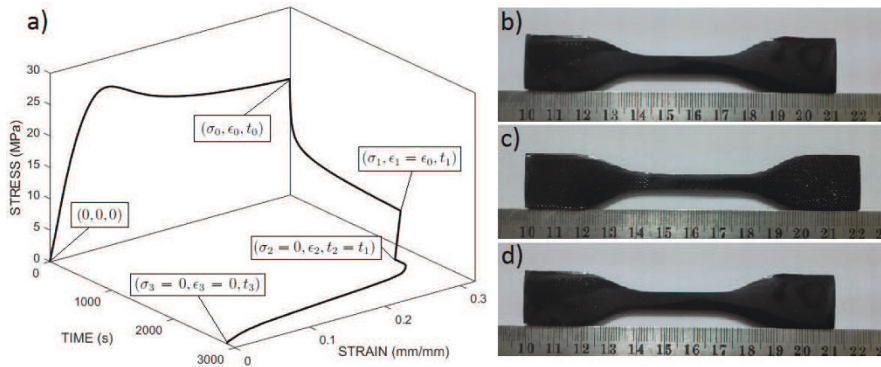 a)
STRESS (MPa)
30
25
20
15
10
5
0
(0, 0, 0)
(σ₀, ϵ₀, t₀)
(σ₁, ϵ₁ = ϵ₀, t₁)
(σ₂ = 0, ϵ₂, t₂ = t₁)
(σ₃ = 0, ϵ₃ = 0, t₃)
0
1000
2000
3000
TIME (s)
0
0.1
0.2
0.3
STRAIN (mm/mm)
b)
10 11 12 13 14 15 16 17 18 19 20 21 22
c)
10 11 12 13 14 15 16 17 18 19 20 21 22
d)
10 11 12 13 14 15 16 17 18 19 20 21 22